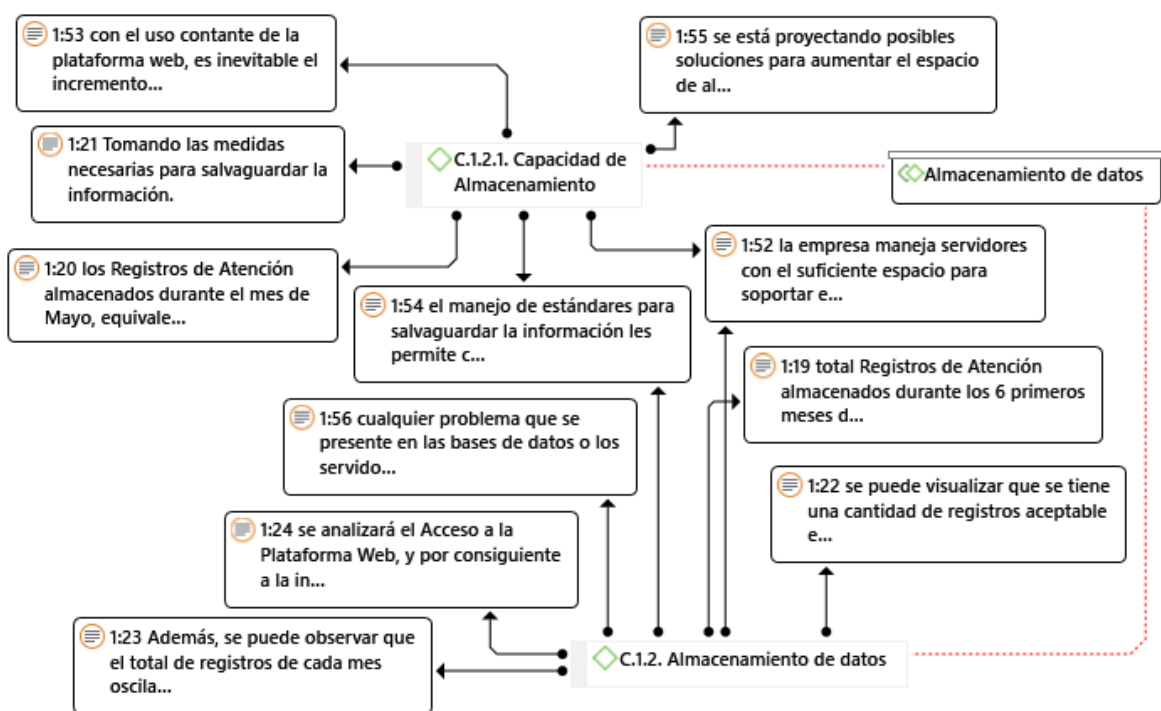 1:53 con el uso contante de la
plataforma web, es inevitable el
incremento...
1:55 se está proyectando posibles
soluciones para aumentar el espacio
de al...
1:21 Tomando las medidas
necesarias para salvaguardar la
información.
C.1.2.1. Capacidad de
Almacenamiento
Almacenamiento de datos
1:20 los Registros de Atención
almacenados durante el mes de
Mayo, equivale...
1:54 el manejo de estándares para
salvaguardar la información les
permite c...
1:52 la empresa maneja servidores
con el suficiente espacio para
soportar e...
1:19 total Registros de Atención
almacenados durante los 6 primeros
meses d...
1:56 cualquier problema que se
presente en las bases de datos o los
servido...
1:22 se puede visualizar que se tiene
una cantidad de registros aceptable
e...
1:24 se analizará el Acceso a la
Plataforma Web, y por consiguiente
a la in...
1:23 Además, se puede observar que
el total de registros de cada mes
oscila...
C.1.2. Almacenamiento de datos